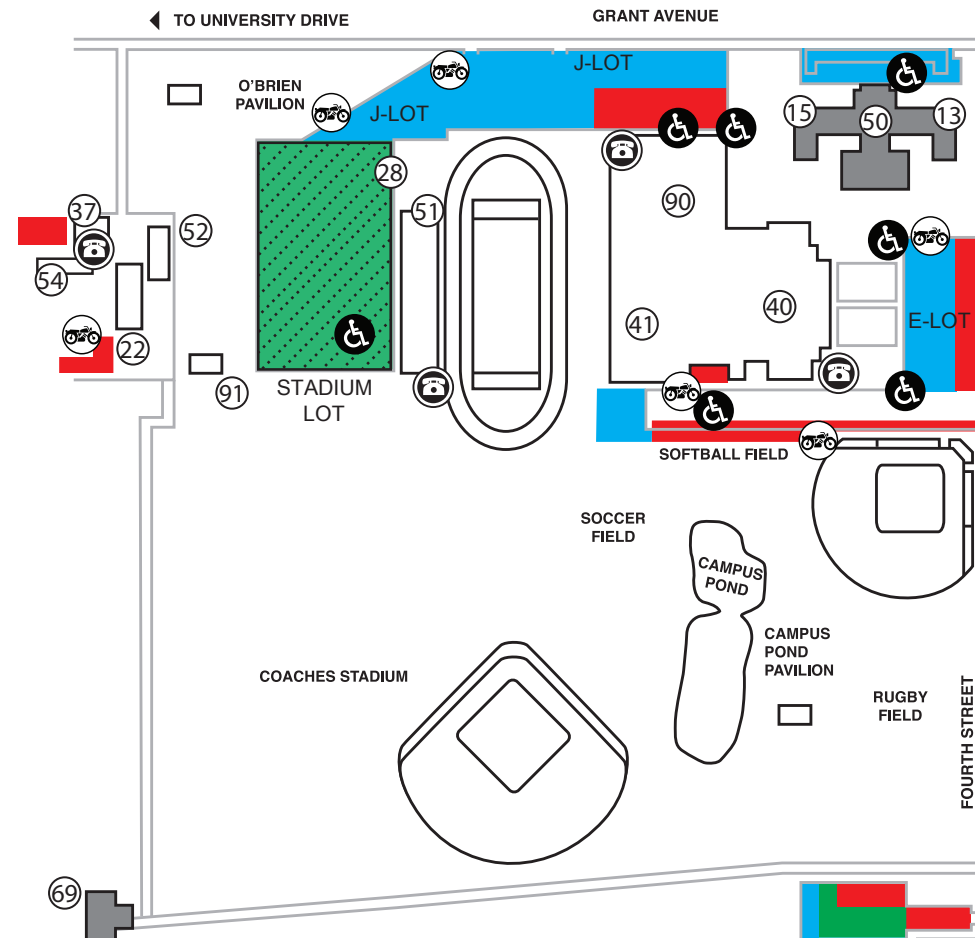 TO UNIVERSITY DRIVE
GRANT AVENUE
O'BRIEN
PAVILION
J-LOT
J-LOT
15
50
13
28
37
51
52
90
54
41
40
E-LOT
22
91
STADIUM
LOT
SOFTBALL FIELD
SOCCER
FIELD
CAMPUS
POND
COACHES STADIUM
CAMPUS
POND
PAVILION
RUGBY
FIELD
FOURTH STREET
69